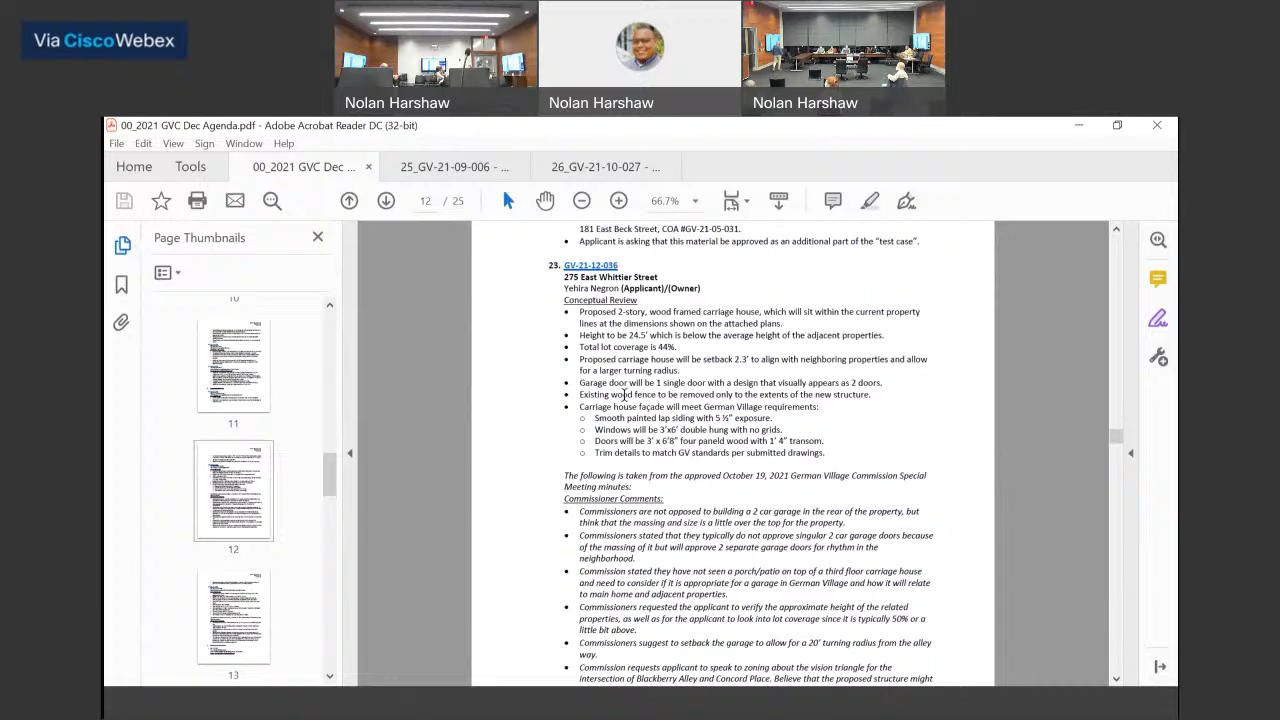 Via Cisco Webex
Nolan Harshaw
Nolan Harshaw
Nolan Harshaw
00_2021 GVC Dec Agenda.pdf - Adobe Acrobat Reader DC (32-bit)
File Edit View Sign Window Help
Home Tools 00_2021 GVC Dec ... × 25_GV-21-09-006 - ... 26_GV-21-10-027 - ...
12 / 25 66.7%
Page Thumbnails
10
11
12
13
181 East Beck Street, COA #GV-21-05-031.
• Applicant is asking that this material be approved as an additional part of the “test case”.
23. GV-21-12-036
275 East Whittier Street
Yehira Negron (Applicant)/(Owner)
Conceptual Review
• Proposed 2-story, wood framed carriage house, which will sit within the current property
lines at the dimensions shown on the attached plans.
• Height to be 24.5’ which is below the average height of the adjacent properties.
• Total lot coverage is 44%.
• Proposed carriage house will be setback 2.3’ to align with neighboring properties and allow
for a larger turning radius.
• Garage door will be 1 single door with a design that visually appears as 2 doors.
• Existing wood fence to be removed only to the extents of the new structure.
• Carriage house façade will meet German Village requirements:
o Smooth painted lap siding with 5 ½” exposure.
o Windows will be 3’x6’ double hung with no grids.
o Doors will be 3’ x 6’8” four paneld wood with 1’ 4” transom.
o Trim details to match GV standards per submitted drawings.
The following is taken from the approved October 19, 2021 German Village Commission Special
Meeting minutes:
Commissioner Comments:
• Commissioners are not opposed to building a 2 car garage in the rear of the property, but
think that the massing and size is a little over the top for the property.
• Commissioners stated that they typically do not approve singular 2 car garage doors because
of the massing of it but will approve 2 separate garage doors for rhythm in the
neighborhood.
• Commission stated they have not seen a porch/patio on top of a third floor carriage house
and need to consider if it is appropriate for a garage in German Village and how it will relate
to main home and adjacent properties.
• Commissioners requested the applicant to verify the approximate height of the related
properties, as well as for the applicant to look into lot coverage since it is typically 50% or a
little bit above.
• Commissioners suggest to setback the garage to allow for a 20’ turning radius from the alley
way.
• Commission requests applicant to speak to zoning about the vision triangle for the
intersection of Blackberry Alley and Concord Place. Believe that the proposed structure might